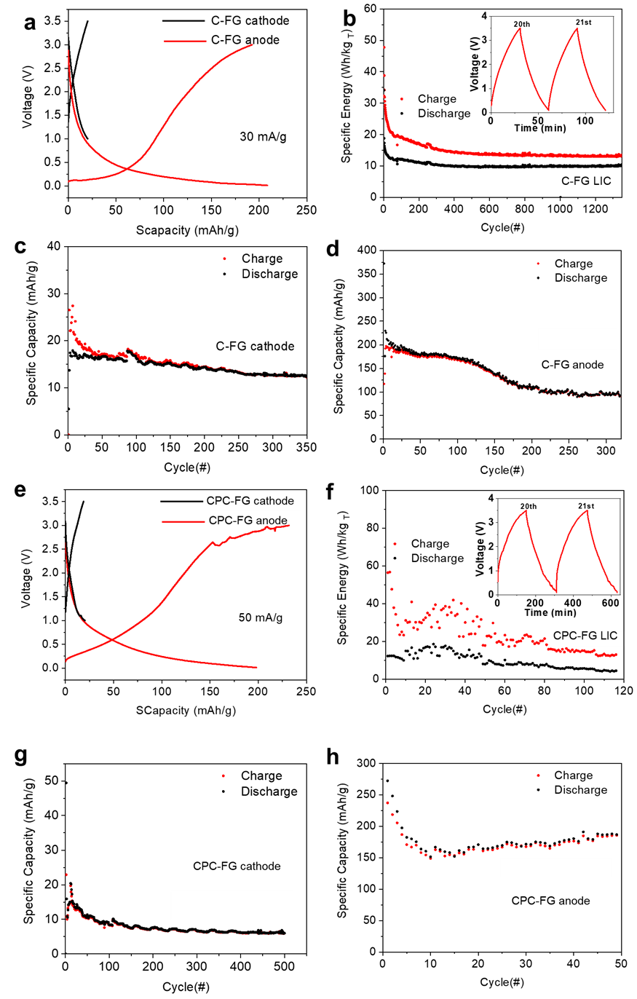 a
C-FG cathode
C-FG anode
30 mA/g
Voltage (V)
3.5
3.0
2.5
2.0
1.5
1.0
0.5
0.0
0 50 100 150 200 250
Scapacity (mAh/g)
b
Specific Energy (Wh/kg T)
60
50
40
30
20
10
0
Charge
Discharge
C-FG LIC
0 200 400 600 800 1000 1200
Cycle(#)
Voltage (V)
4
3
2
1
0
20th 21st
0 50 100
Time (min)
c
Specific Capacity (mAh/g)
40
30
20
10
0
Charge
Discharge
C-FG cathode
0 50 100 150 200 250 300 350
Cycle(#)
d
Specific Capacity (mAh/g)
400
350
300
250
200
150
100
50
0
Charge
Discharge
C-FG anode
0 50 100 150 200 250 300
Cycle(#)
e
CPC-FG cathode
CPC-FG anode
50 mA/g
Voltage (V)
3.5
3.0
2.5
2.0
1.5
1.0
0.5
0.0
0 50 100 150 200 250
SCapacity (mAh/g)
f
Specific Energy (Wh/kg T)
100
80
60
40
20
0
Charge
Discharge
CPC-FG LIC
0 20 40 60 80 100 120
Cycle(#)
Voltage (V)
4
3
2
1
0
20th 21st
0 200 400 600
Time (min)
g
Specific Capacity (mAh/g)
50
40
30
20
10
0
Charge
Discharge
CPC-FG cathode
0 100 200 300 400 500
Cycle(#)
h
Specific Capacity (mAh/g)
300
250
200
150
100
50
0
Charge
Discharge
CPC-FG anode
0 10 20 30 40 50
Cycle(#)